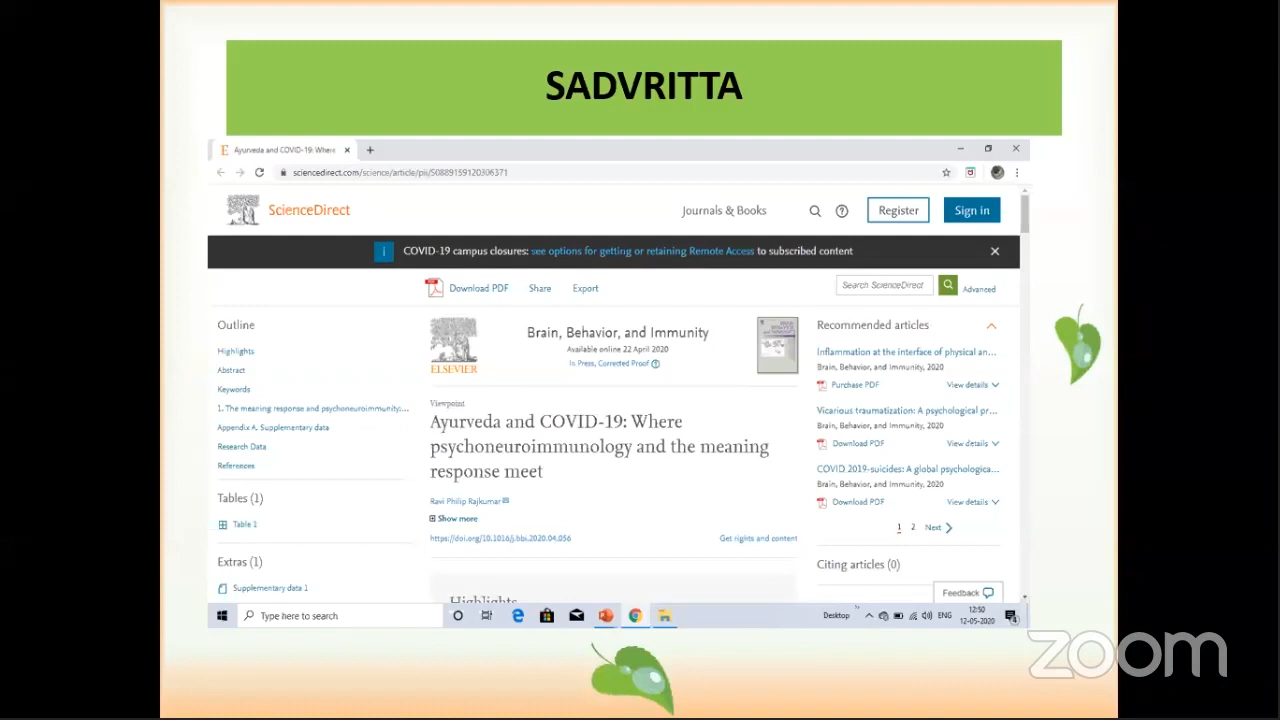 SADVRITTA
Ayurveda and COVID-19: Where
sciencedirect.com/science/article/pii/S0889159120306371
ScienceDirect
Journals & Books
Register
Sign in
COVID-19 campus closures: see options for getting or retaining Remote Access to subscribed content
Download PDF
Share
Export
Search ScienceDirect
Advanced
Outline
Highlights
Abstract
Keywords
1. The meaning response and psychoneuroimmunity:...
Appendix A. Supplementary data
Research Data
References
Tables (1)
Table 1
Extras (1)
Supplementary data 1
ELSEVIER
Brain, Behavior, and Immunity
Available online 22 April 2020
In Press, Corrected Proof
Viewpoint
Ayurveda and COVID-19: Where
psychoneuroimmunology and the meaning
response meet
Ravi Philip Rajkumar
Show more
https://doi.org/10.1016/j.bbi.2020.04.056
Get rights and content
Highlights
Recommended articles
Inflammation at the interface of physical an...
Brain, Behavior, and Immunity, 2020
Purchase PDF
View details
Vicarious traumatization: A psychological pr...
Brain, Behavior, and Immunity, 2020
Download PDF
View details
COVID 2019-suicides: A global psychologica...
Brain, Behavior, and Immunity, 2020
Download PDF
View details
1 2 Next
Citing articles (0)
Feedback
Type here to search
Desktop
ENG
12:50
12-05-2020
zoom